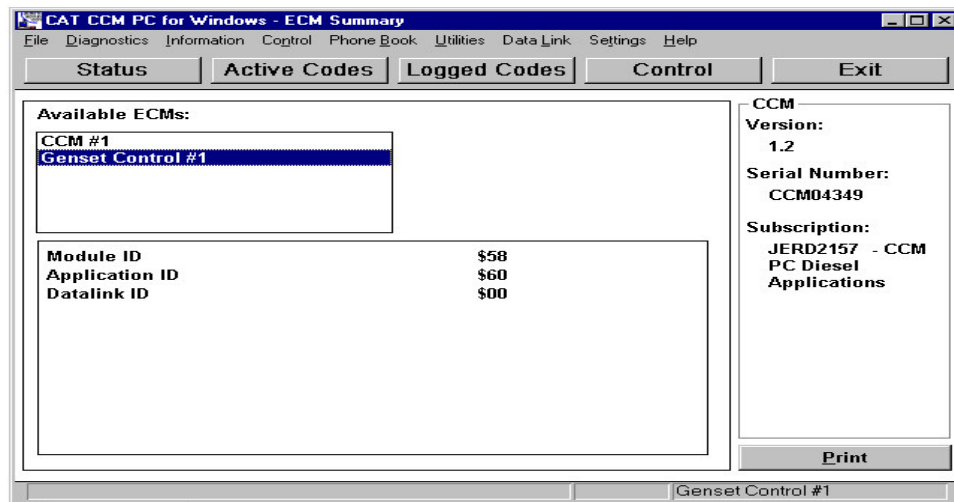 CAT CCM PC for Windows - ECM Summary
File Diagnostics Information Control Phone Book Utilities Data Link Settings Help
Status Active Codes Logged Codes Control Exit
Available ECMs:
CCM #1
Genset Control #1
Module ID $58
Application ID $60
Datalink ID $00
CCM
Version:
1.2
Serial Number:
CCM04349
Subscription:
JERD2157 - CCM
PC Diesel
Applications
Print
Genset Control #1